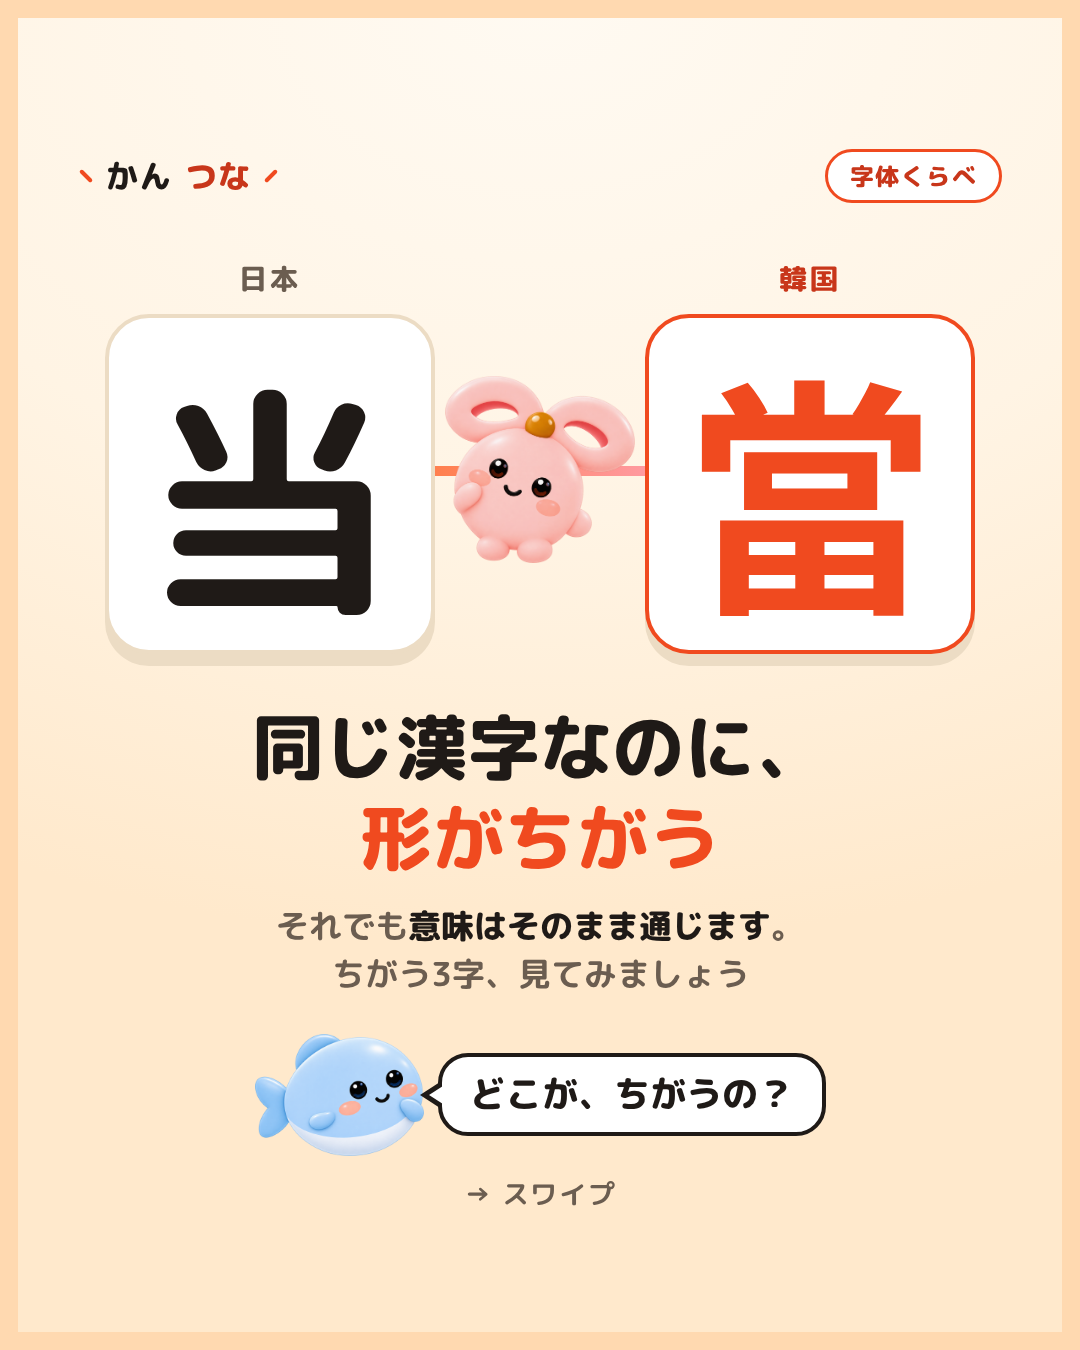 かん つな
字体くらべ
日本
韓国
当
當
同じ漢字なのに、
形がちがう
それでも意味はそのまま通じます。
ちがう3字、見てみましょう
どこが、ちがうの？
→ スワイプ